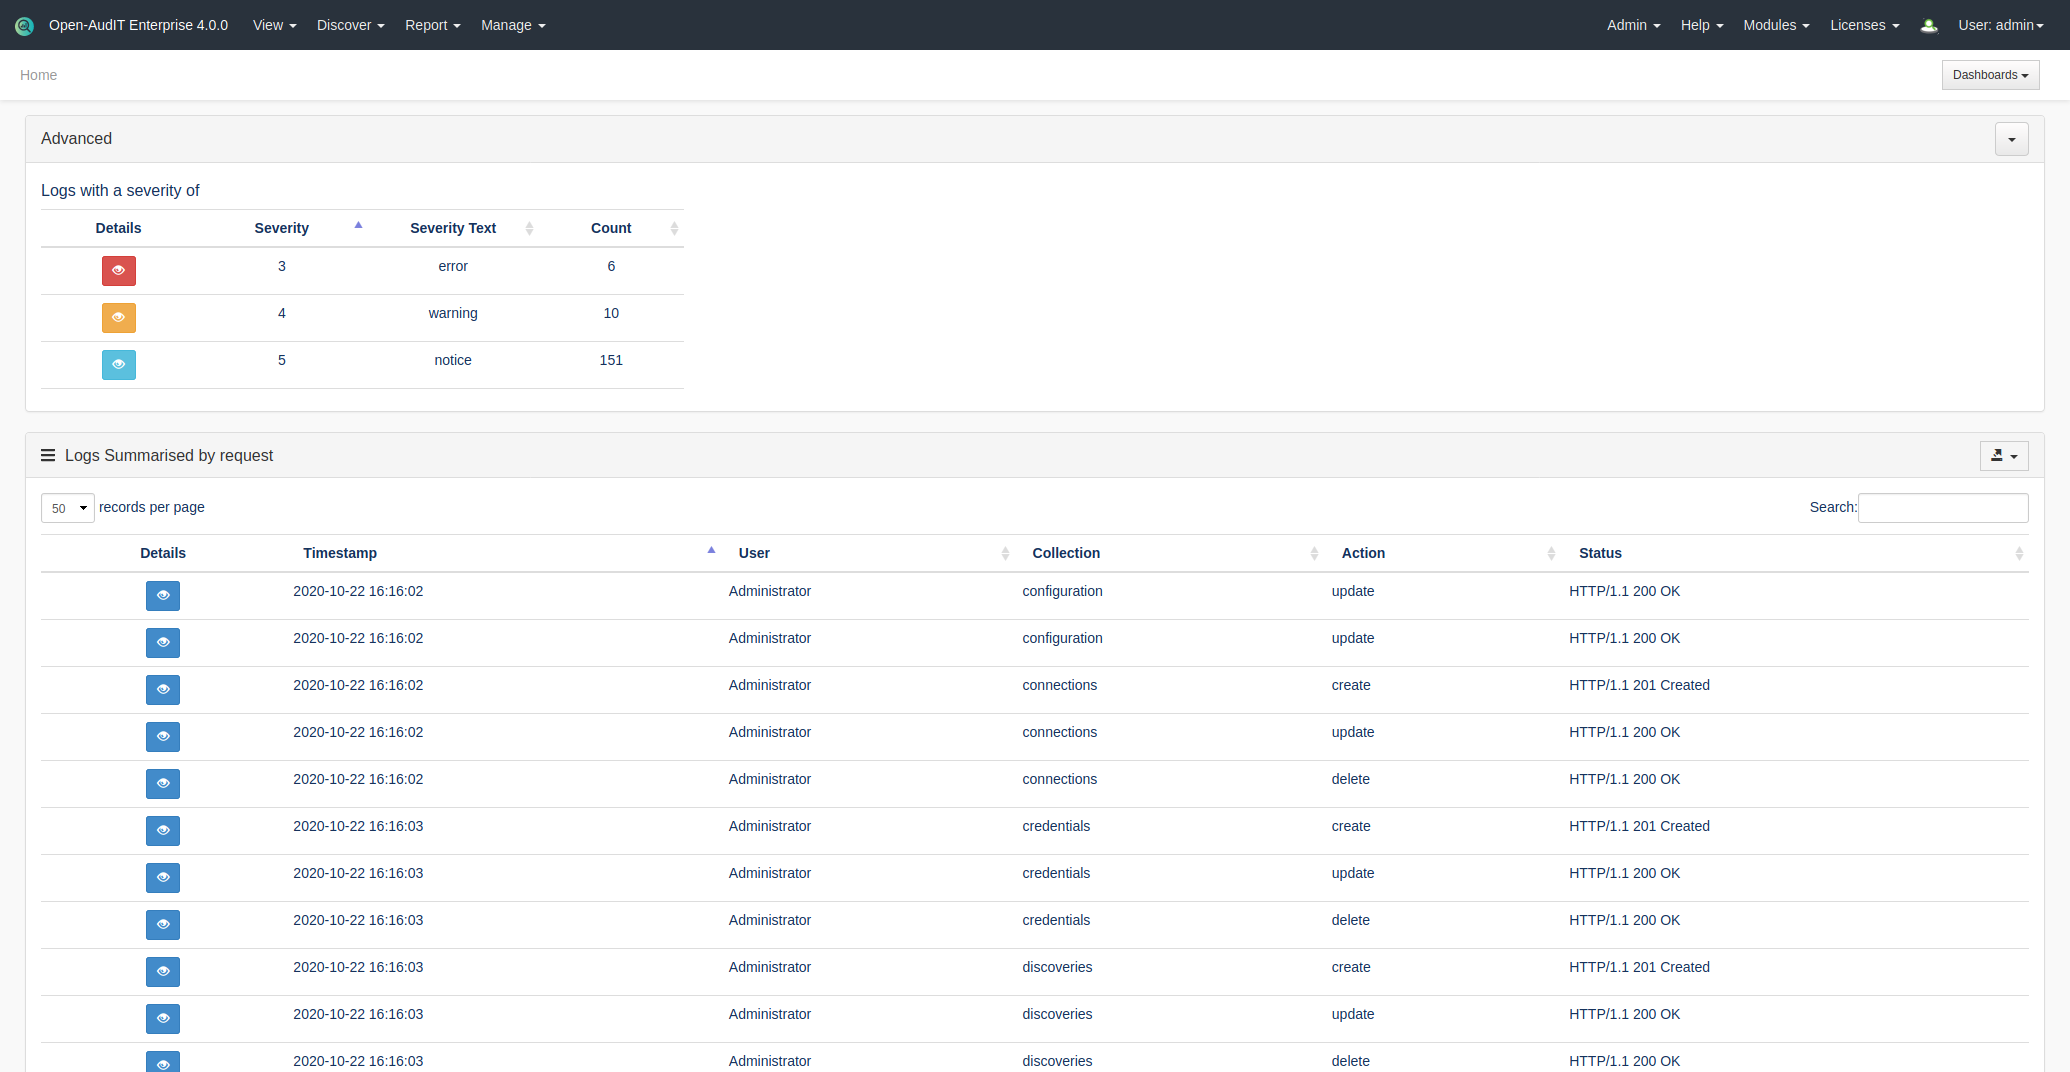 Open-AudIT Enterprise 4.0.0 View Discover Report Manage Admin Help Modules Licenses User: admin
Home Dashboards
Advanced
Logs with a severity of
Details Severity Severity Text Count
3 error 6
4 warning 10
5 notice 151
Logs Summarised by request
50 records per page Search:
Details Timestamp User Collection Action Status
2020-10-22 16:16:02 Administrator configuration update HTTP/1.1 200 OK
2020-10-22 16:16:02 Administrator configuration update HTTP/1.1 200 OK
2020-10-22 16:16:02 Administrator connections create HTTP/1.1 201 Created
2020-10-22 16:16:02 Administrator connections update HTTP/1.1 200 OK
2020-10-22 16:16:02 Administrator connections delete HTTP/1.1 200 OK
2020-10-22 16:16:03 Administrator credentials create HTTP/1.1 201 Created
2020-10-22 16:16:03 Administrator credentials update HTTP/1.1 200 OK
2020-10-22 16:16:03 Administrator credentials delete HTTP/1.1 200 OK
2020-10-22 16:16:03 Administrator discoveries create HTTP/1.1 201 Created
2020-10-22 16:16:03 Administrator discoveries update HTTP/1.1 200 OK
2020-10-22 16:16:03 Administrator discoveries delete HTTP/1.1 200 OK